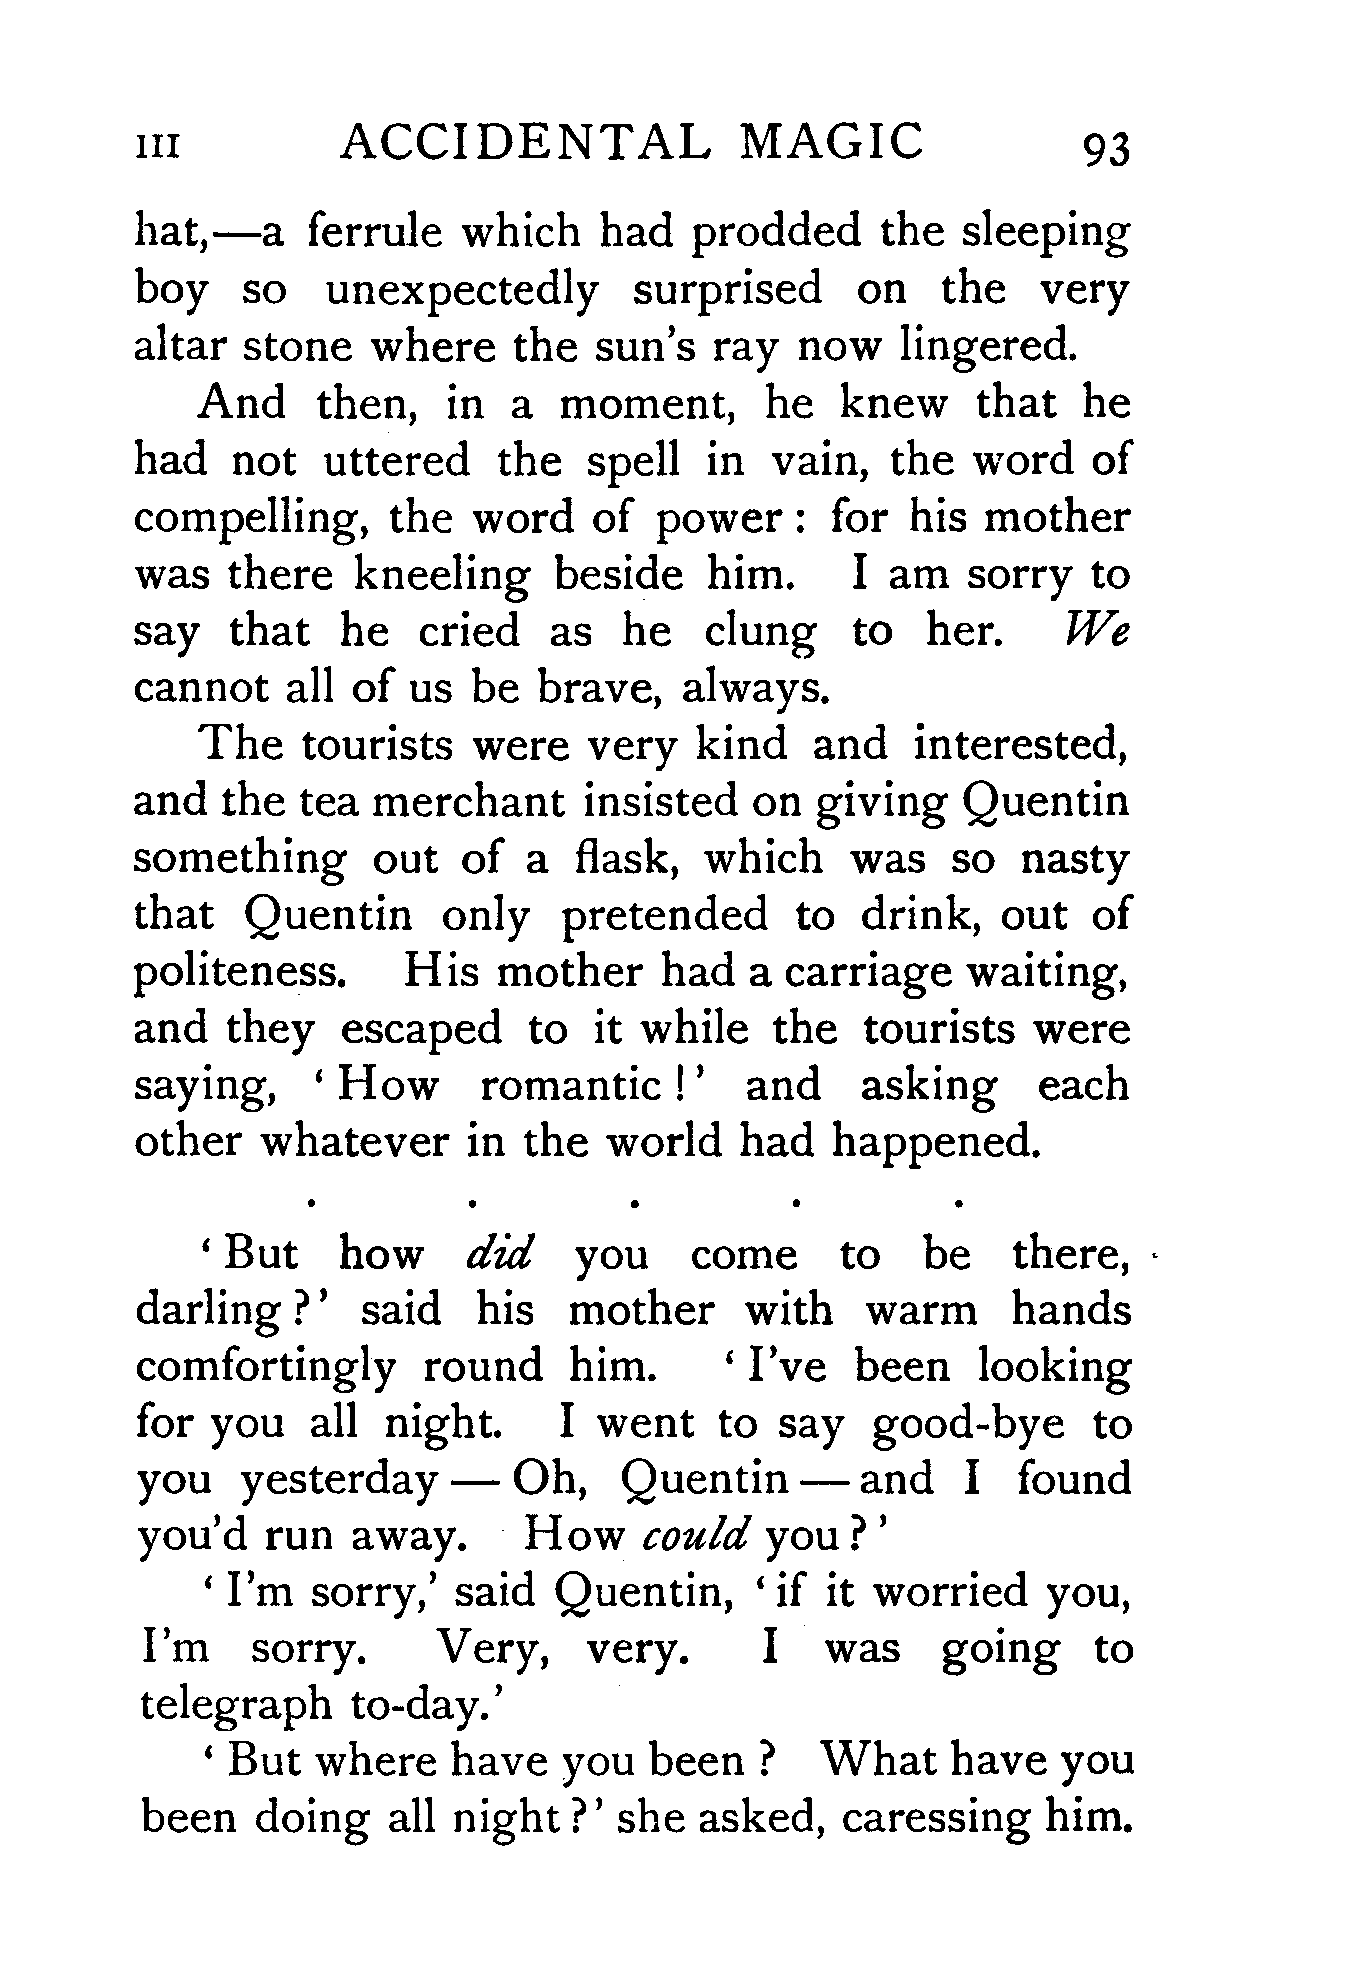 III ACCIDENTAL MAGIC 93
hat,—a ferrule which had prodded the sleeping
boy so unexpectedly surprised on the very
altar stone where the sun's ray now lingered.
And then, in a moment, he knew that he
had not uttered the spell in vain, the word of
compelling, the word of power : for his mother
was there kneeling beside him. I am sorry to
say that he cried as he clung to her. We
cannot all of us be brave, always.
The tourists were very kind and interested,
and the tea merchant insisted on giving Quentin
something out of a flask, which was so nasty
that Quentin only pretended to drink, out of
politeness. His mother had a carriage waiting,
and they escaped to it while the tourists were
saying, ‘ How romantic ! ’ and asking each
other whatever in the world had happened.
. . . . .
‘ But how did you come to be there,
darling ? ’ said his mother with warm hands
comfortingly round him. ‘ I've been looking
for you all night. I went to say good-bye to
you yesterday — Oh, Quentin — and I found
you'd run away. How could you ? ’
‘ I'm sorry,’ said Quentin, ‘ if it worried you,
I'm sorry. Very, very. I was going to
telegraph to-day.’
‘ But where have you been ? What have you
been doing all night ? ’ she asked, caressing him.